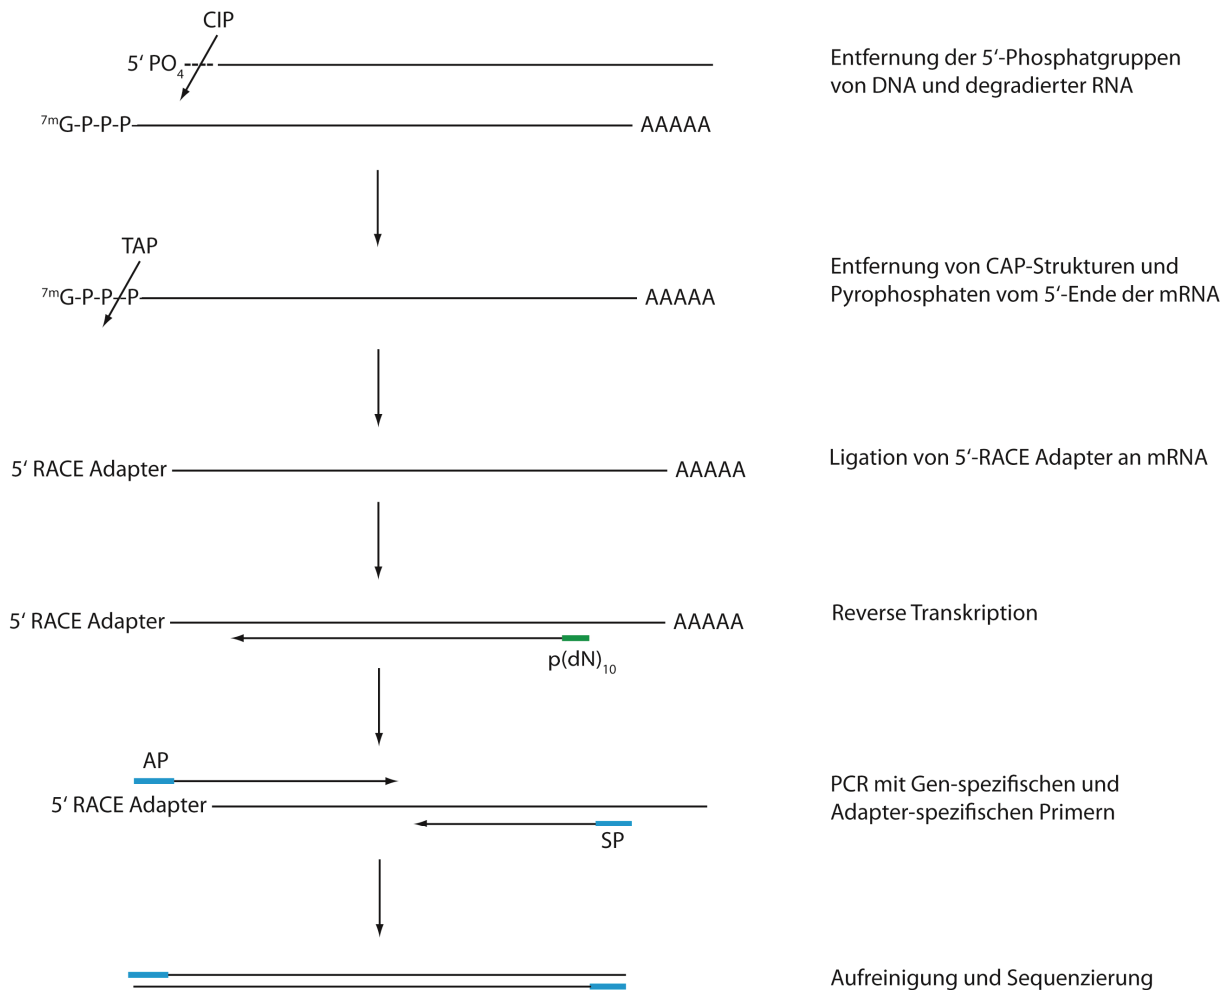 CIP
5‘ PO4
Entfernung der 5‘-Phosphatgruppen
von DNA und degradierter RNA
7mG-P-P-P
AAAAA
TAP
7mG-P-P-P
AAAAA
Entfernung von CAP-Strukturen und
Pyrophosphaten vom 5‘-Ende der mRNA
5‘ RACE Adapter
AAAAA
Ligation von 5‘-RACE Adapter an mRNA
5‘ RACE Adapter
AAAAA
Reverse Transkription
p(dN)10
AP
5‘ RACE Adapter
PCR mit Gen-spezifischen und
Adapter-spezifischen Primern
SP
Aufreinigung und Sequenzierung